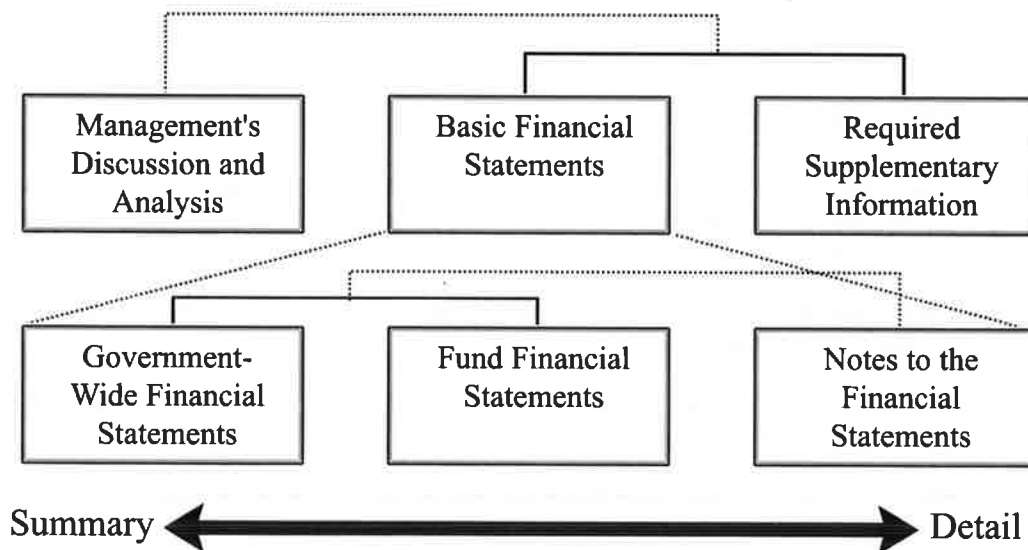 Management's
Discussion and
Analysis
Basic Financial
Statements
Required
Supplementary
Information
Government-
Wide Financial
Statements
Fund Financial
Statements
Notes to the
Financial
Statements
Summary
Detail